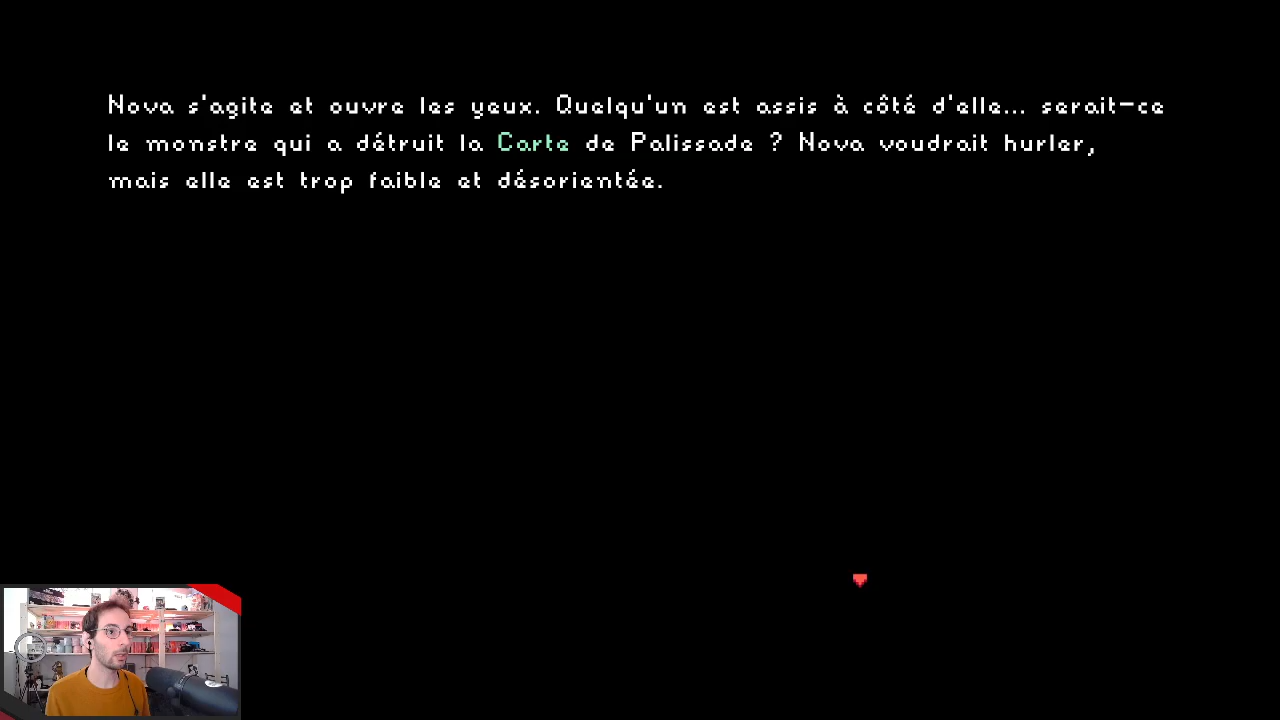 Nova s'agite et ouvre les yeux. Quelqu'un est assis à côté d'elle... serait-ce
le monstre qui a détruit la Carte de Palissade ? Nova voudrait hurler,
mais elle est trop faible et désorientée.